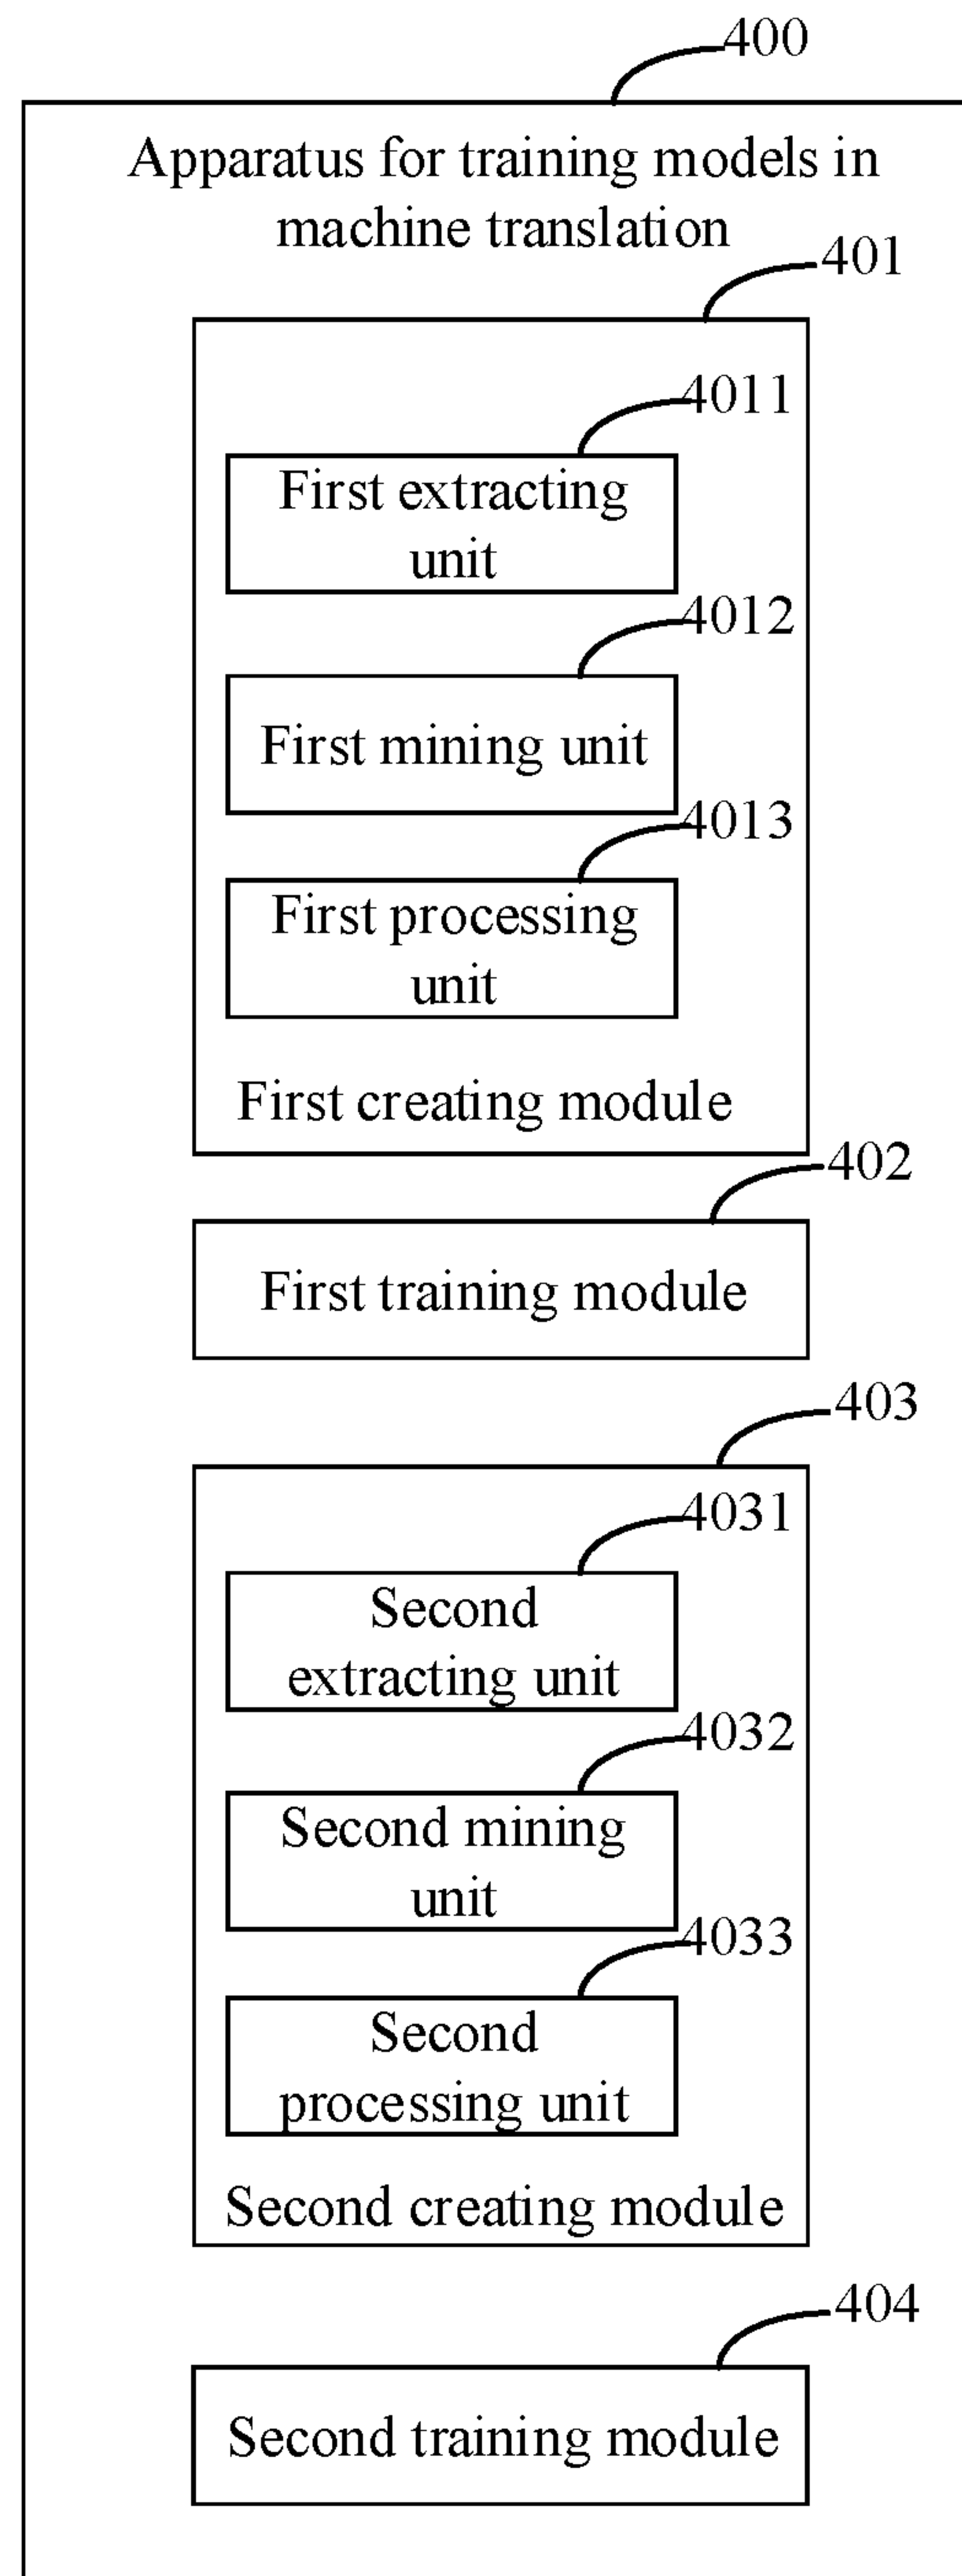 400
Apparatus for training models in
machine translation
401
4011
First extracting
unit
4012
First mining unit
4013
First processing
unit
First creating module
402
First training module
403
4031
Second
extracting unit
4032
Second mining
unit
4033
Second
processing unit
Second creating module
404
Second training module